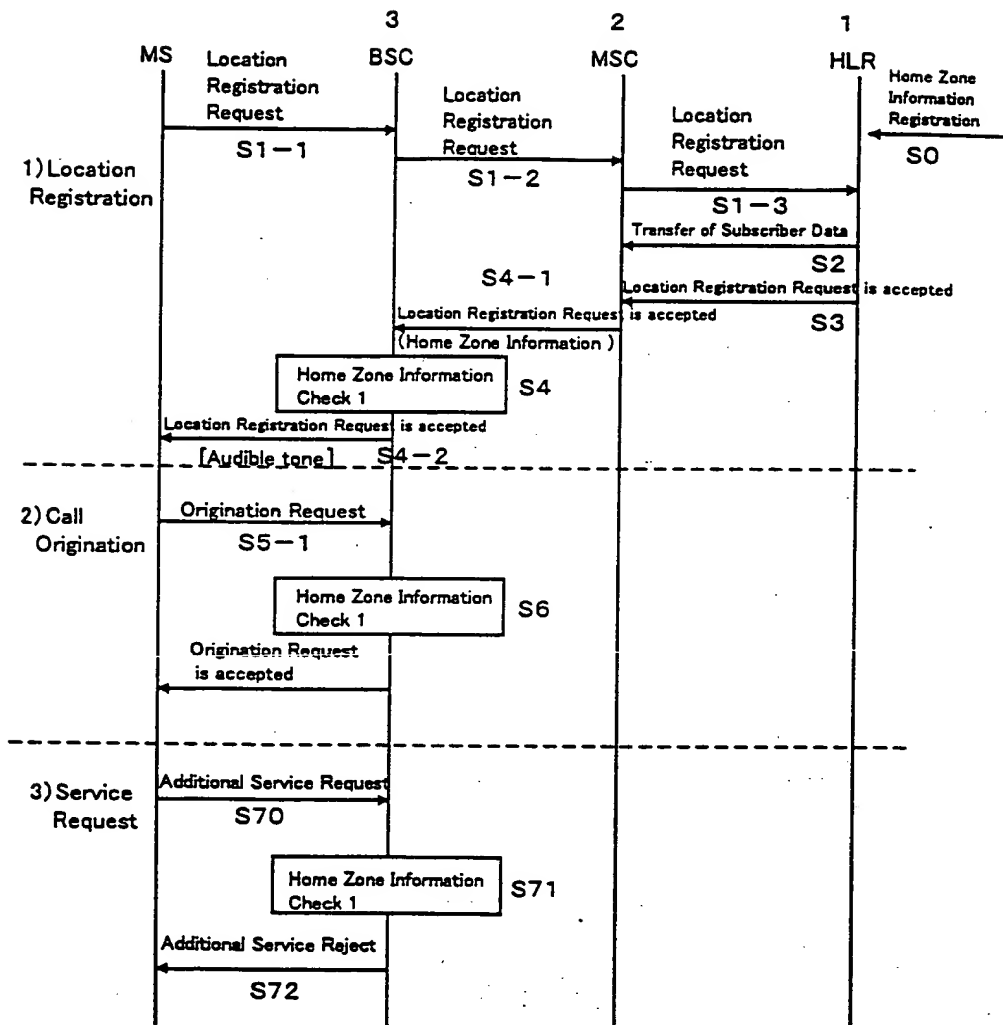 3
2
1
MS
BSC
MSC
HLR
Location
Registration
Request
S1-1
Location
Registration
Request
S1-2
Location
Registration
Request
S1-3
Home Zone
Information
Registration
S0
1) Location
Registration
Transfer of Subscriber Data
S2
S4-1
Location Registration Request is accepted
S3
Location Registration Request is accepted
(Home Zone Information )
Home Zone Information
Check 1
S4
Location Registration Request is accepted
[Audible tone]
S4-2
2) Call
Origination
Origination Request
S5-1
Home Zone Information
Check 1
S6
Origination Request
is accepted
3) Service
Request
Additional Service Request
S70
Home Zone Information
Check 1
S71
Additional Service Reject
S72